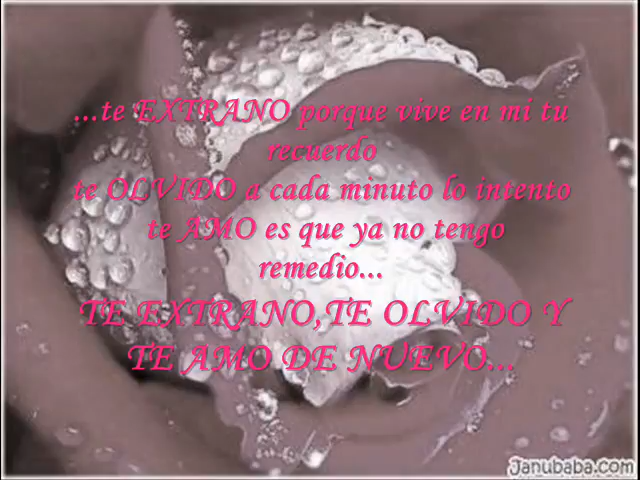 ...te EXTRANO porque vive en mi tu
recuerdo
te OLVIDO a cada minuto lo intento
te AMO es que ya no tengo
remedio...
TE EXTRANO,TE OLVIDO Y
TE AMO DE NUEVO...
Janubaba.com